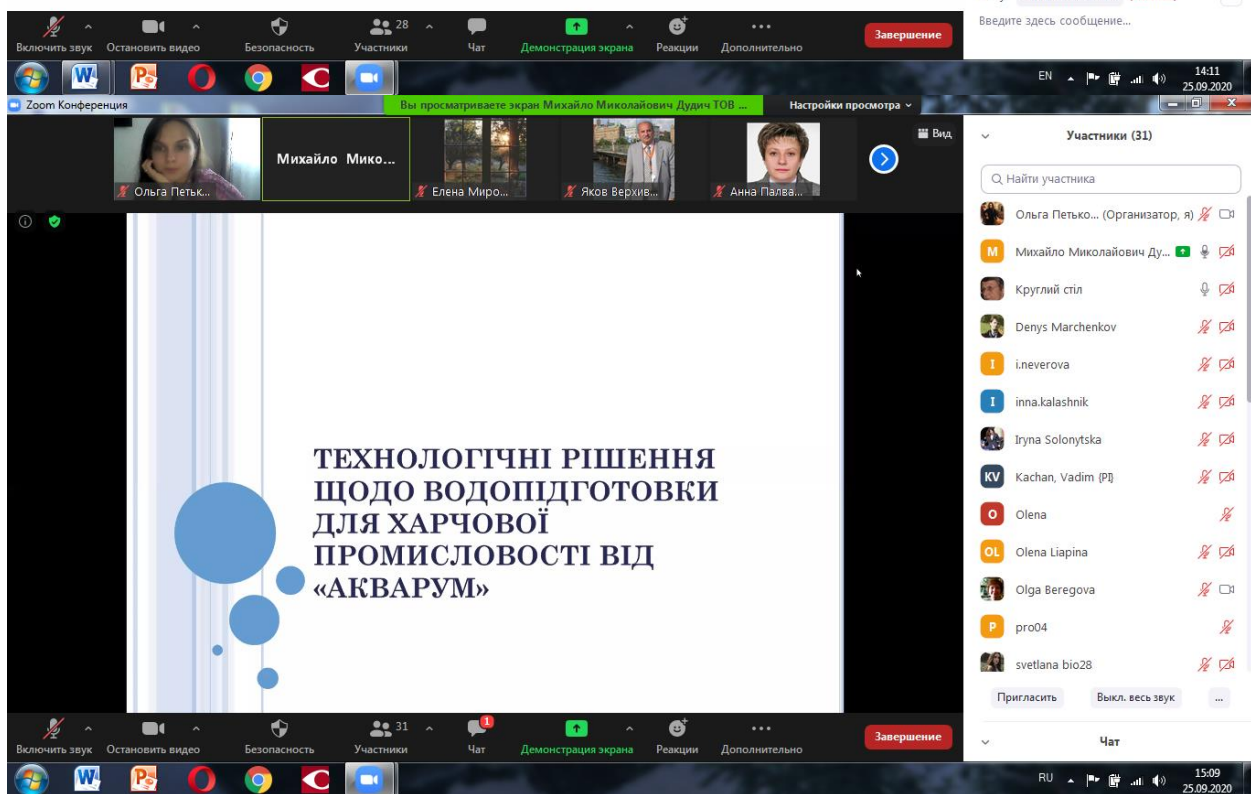 Введите здесь сообщение...
28
Включить звук Остановить видео Безопасность Участники Чат Демонстрация экрана Реакции Дополнительно Завершение
EN 14:11
25.09.2020
Zoom Конференция Вы просматриваете экран Михайло Миколайович Дудич ТОВ ... Настройки просмотра
Вид
Михайло Мико...
Ольга Петьк... Елена Миро... Яков Верхив... Анна Палва...
ТЕХНОЛОГІЧНІ РІШЕННЯ
ЩОДО ВОДОПІДГОТОВКИ
ДЛЯ ХАРЧОВОЇ
ПРОМИСЛОВОСТІ ВІД
«АКВАРУМ»
Участники (31)
Найти участника
Ольга Петько... (Организатор, я)
М Михайло Миколайович Ду...
Круглий стіл
Denys Marchenkov
I i.neverova
I inna.kalashnik
Iryna Solonytska
KV Kachan, Vadim (PI)
O Olena
OL Olena Liapina
Olga Beregova
P pro04
svetlana bio28
Пригласить Выкл. весь звук ...
Чат
31 1
Включить звук Остановить видео Безопасность Участники Чат Демонстрация экрана Реакции Дополнительно Завершение
RU 15:09
25.09.2020